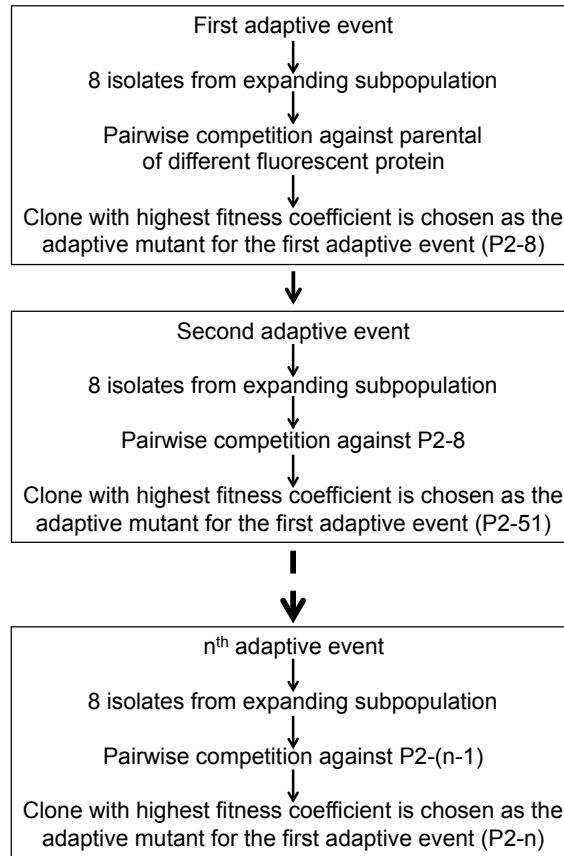 First adaptive event
8 isolates from expanding subpopulation
Pairwise competition against parental
of different fluorescent protein
Clone with highest fitness coefficient is chosen as the
adaptive mutant for the first adaptive event (P2-8)
Second adaptive event
8 isolates from expanding subpopulation
Pairwise competition against P2-8
Clone with highest fitness coefficient is chosen as the
adaptive mutant for the first adaptive event (P2-51)
nth adaptive event
8 isolates from expanding subpopulation
Pairwise competition against P2-(n-1)
Clone with highest fitness coefficient is chosen as the
adaptive mutant for the first adaptive event (P2-n)